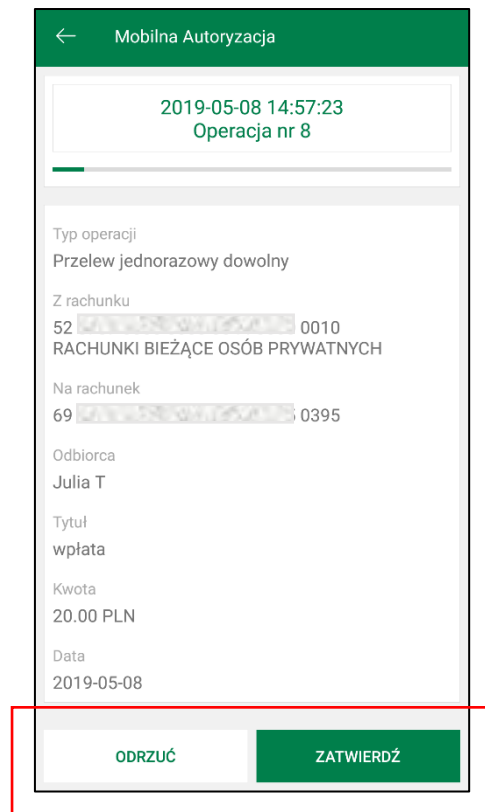 Mobilna Autoryzacja
2019-05-08 14:57:23
Operacja nr 8
Typ operacji
Przelew jednorazowy dowolny
Z rachunku
52 0010
RACHUNKI BIEŻĄCE OSÓB PRYWATNYCH
Na rachunek
69 0395
Odbiorca
Julia T
Tytuł
wpłata
Kwota
20.00 PLN
Data
2019-05-08
ODRZUĆ ZATWIERDŹ